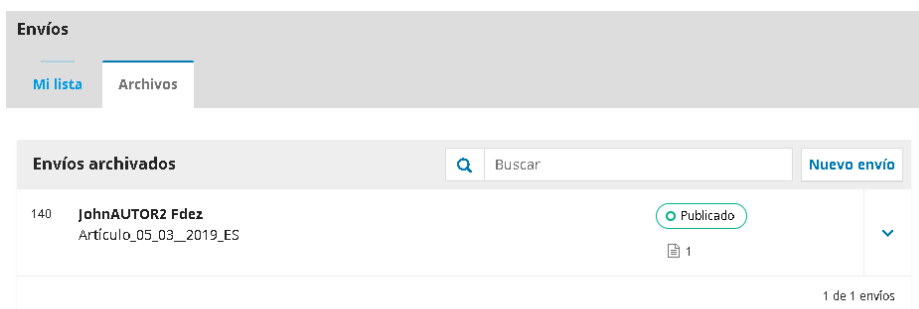 Envíos
Mi lista Archivos
Envíos archivados Buscar Nuevo envío
140 JohnAUTOR2 Fdez Publicado
Artículo_05_03__2019_ES
1
1 de 1 envíos